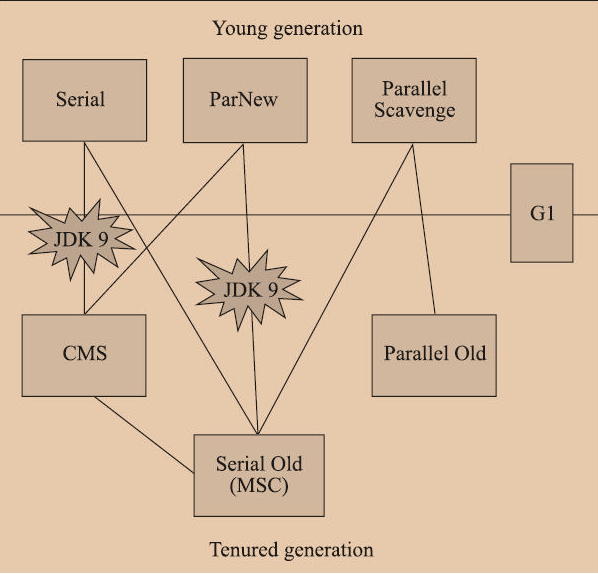 Young generation
Serial
ParNew
Parallel
Scavenge
G1
JDK 9
JDK 9
CMS
Parallel Old
Serial Old
(MSC)
Tenured generation